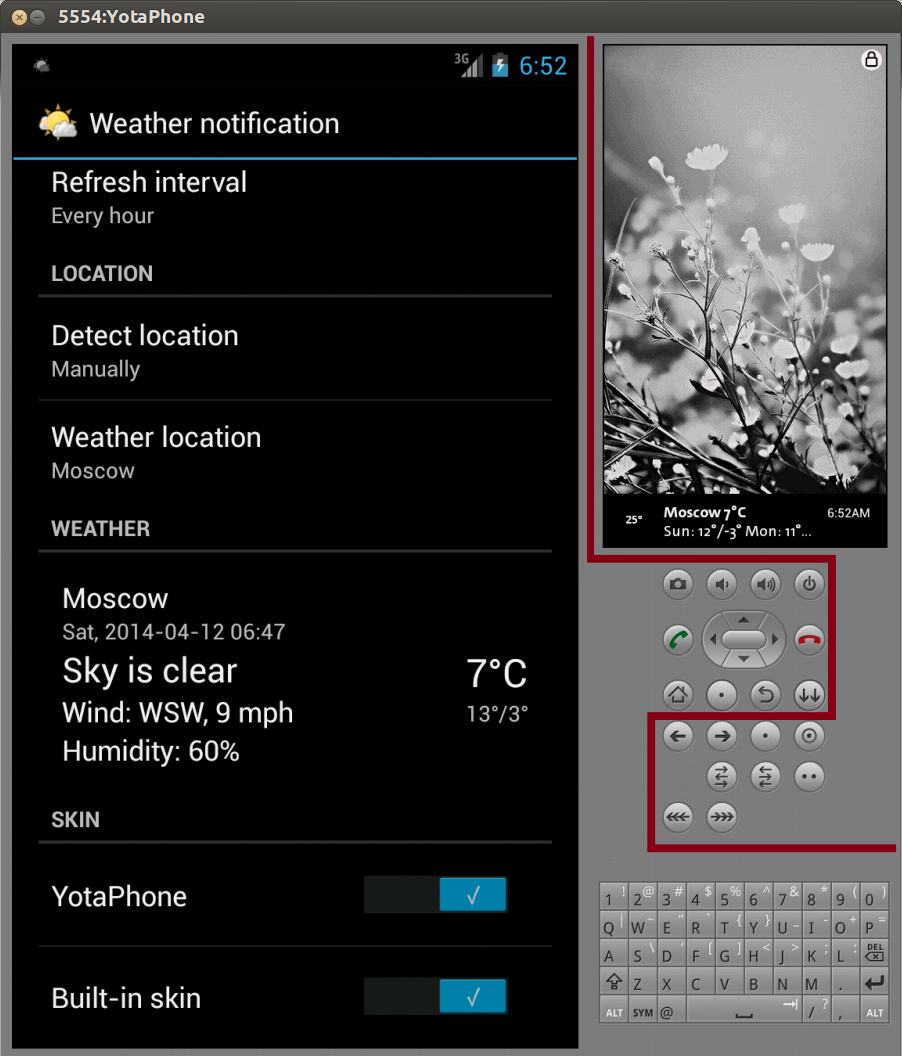 5554:YotaPhone
3G 6:52
Weather notification
Refresh interval
Every hour
LOCATION
Detect location
Manually
Weather location
Moscow
WEATHER
Moscow
Sat, 2014-04-12 06:47
Sky is clear
7°C
Wind: WSW, 9 mph
13°/3°
Humidity: 60%
SKIN
YotaPhone
Built-in skin
25°
Moscow 7°C
6:52AM
Sun: 12°/-3° Mon: 11°...
1 ! 2 @ 3 # 4 $ 5 % 6 ^ 7 & 8 * 9 ( 0 )
Q | W ~ E " R ` T { Y } U _ I - O + P =
A S \ D ' F [ G ] H < J > K ; L : DEL
Z X C V B N M .
ALT SYM @ / ? , ALT